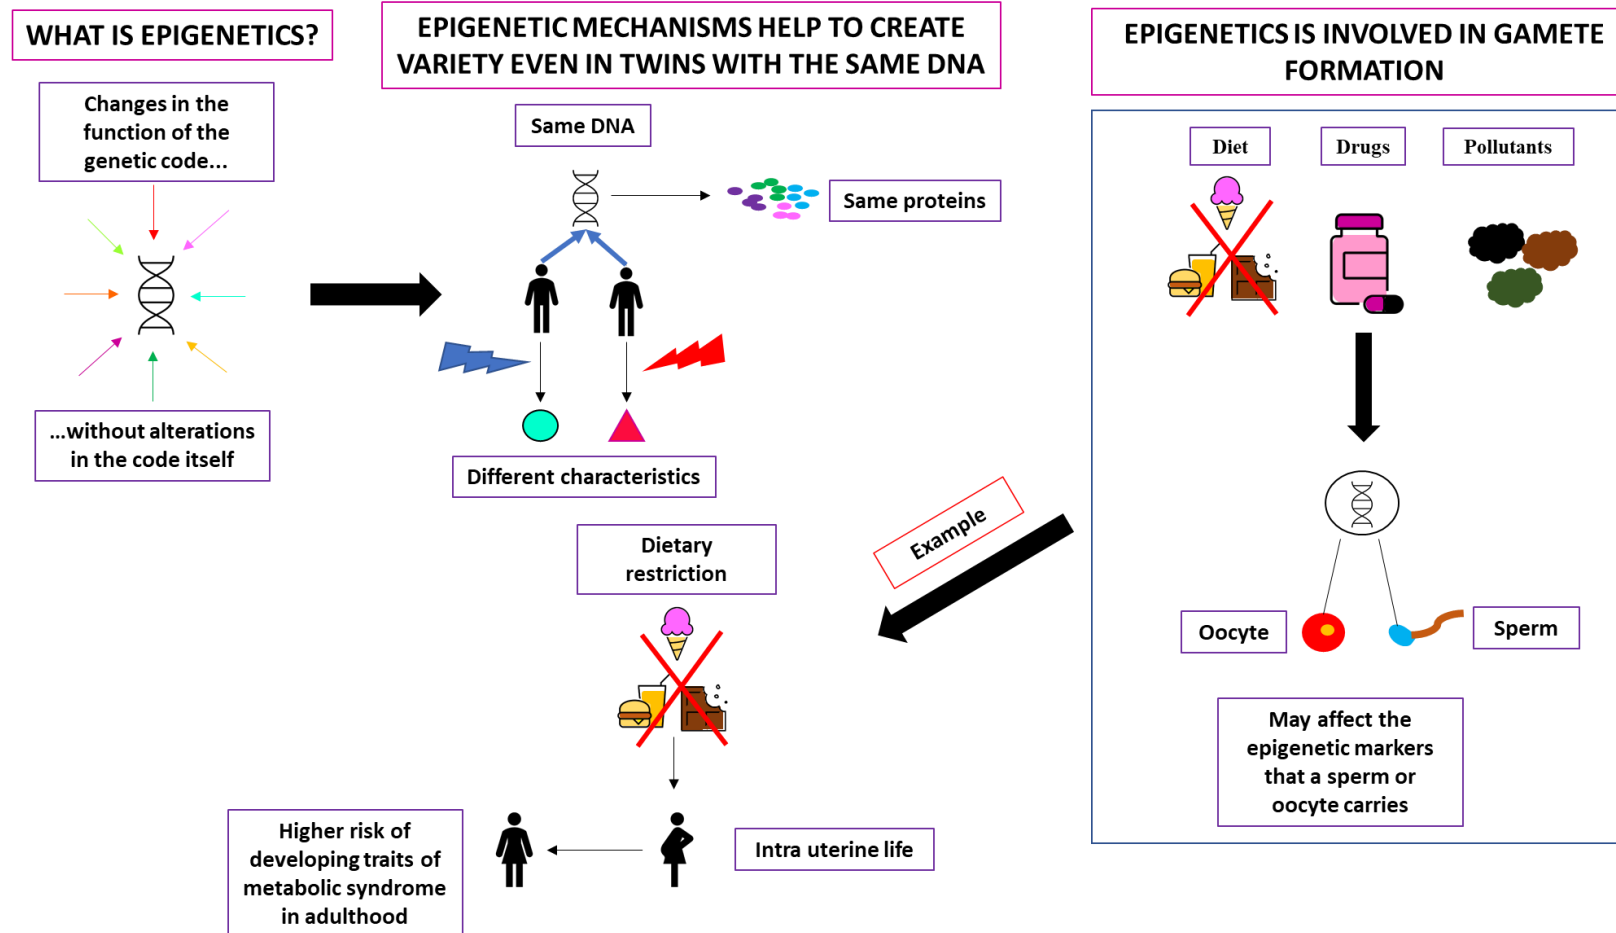 WHAT IS EPIGENETICS?
Changes in the
function of the
genetic code...
...without alterations
in the code itself
EPIGENETIC MECHANISMS HELP TO CREATE
VARIETY EVEN IN TWINS WITH THE SAME DNA
Same DNA
Same proteins
Different characteristics
EPIGENETICS IS INVOLVED IN GAMETE
FORMATION
Diet
Drugs
Pollutants
Oocyte
Sperm
May affect the
epigenetic markers
that a sperm or
oocyte carries
Example
Dietary
restriction
Intra uterine life
Higher risk of
developing traits of
metabolic syndrome
in adulthood